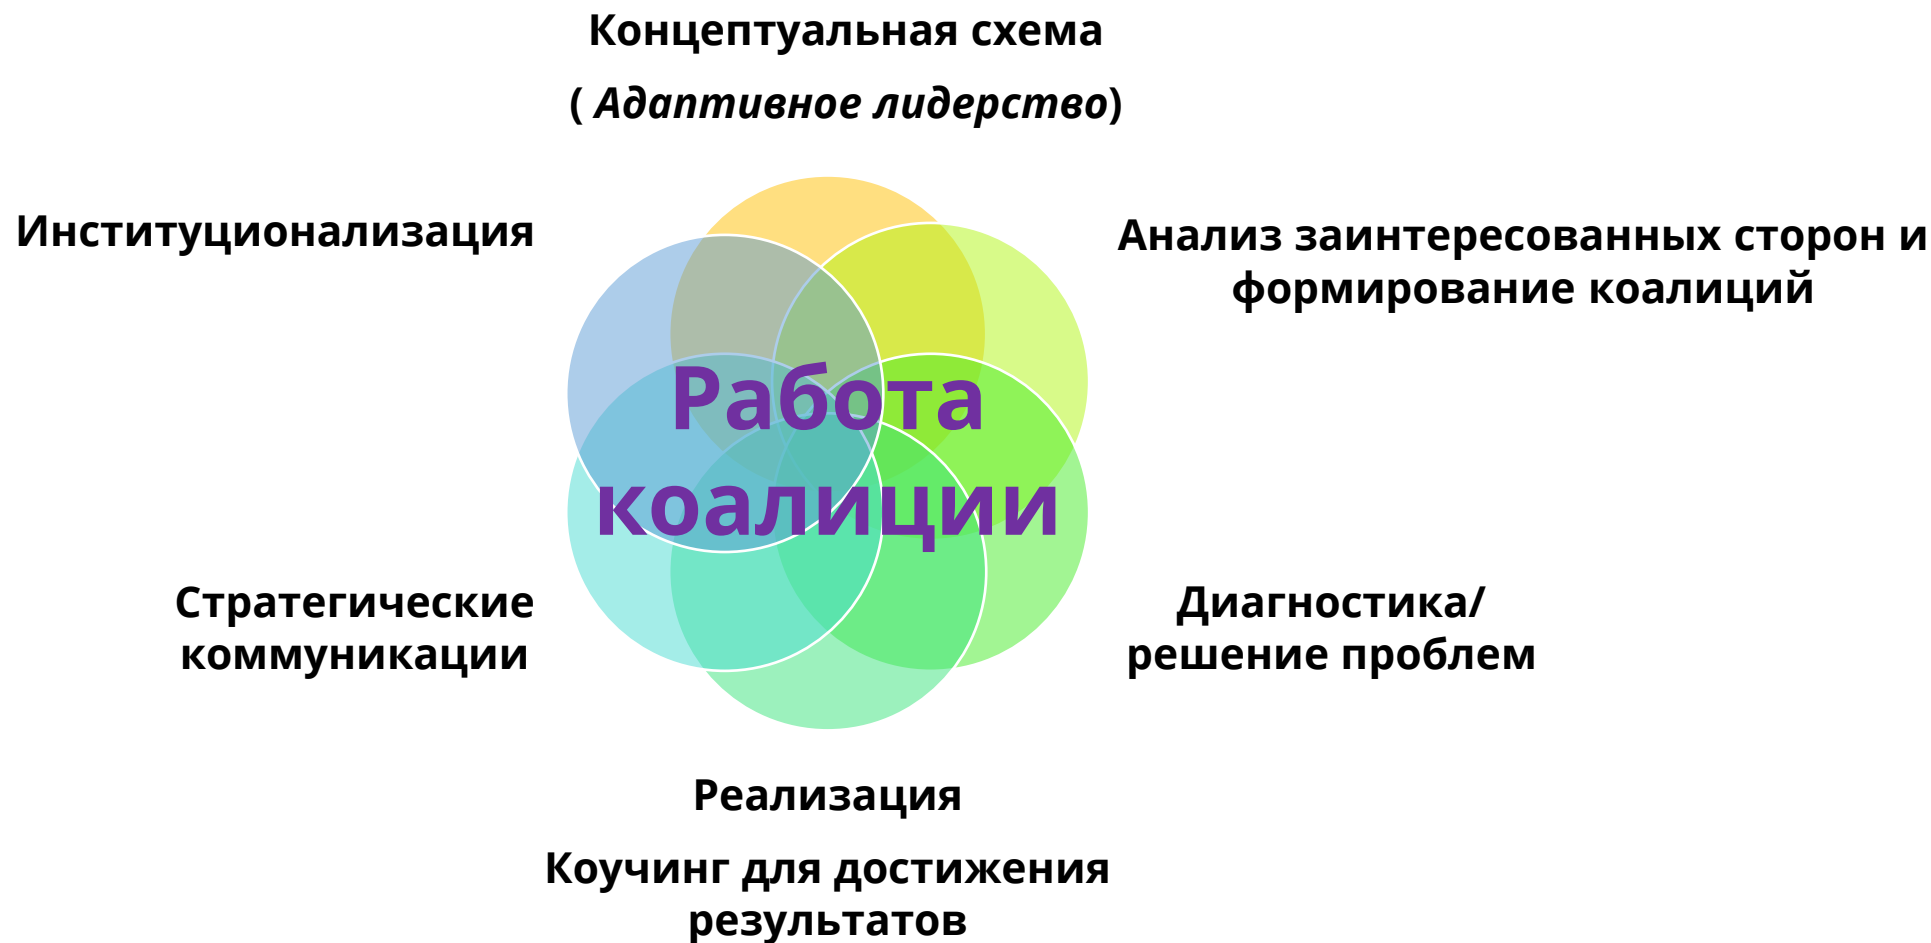 Концептуальная схема
( Адаптивное лидерство)
Институционализация
Анализ заинтересованных сторон и
формирование коалиций
Работа
коалиции
Стратегические
коммуникации
Диагностика/
решение проблем
Реализация
Коучинг для достижения
результатов